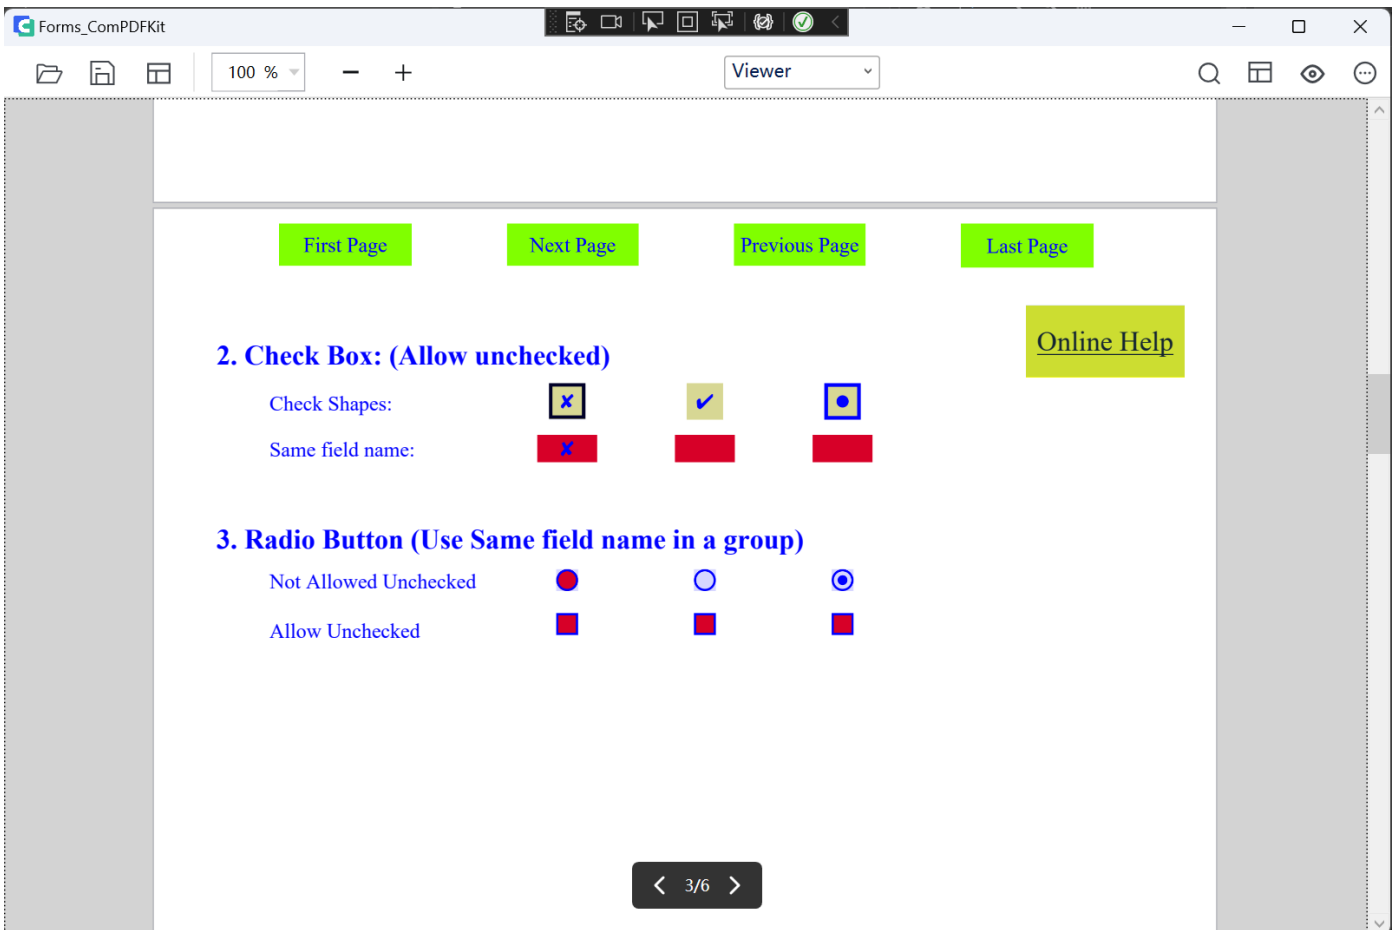 Forms_ComPDFKit
100 %
Viewer
First Page
Next Page
Previous Page
Last Page
Online Help
2. Check Box: (Allow unchecked)
Check Shapes:
Same field name:
3. Radio Button (Use Same field name in a group)
Not Allowed Unchecked
Allow Unchecked
3/6